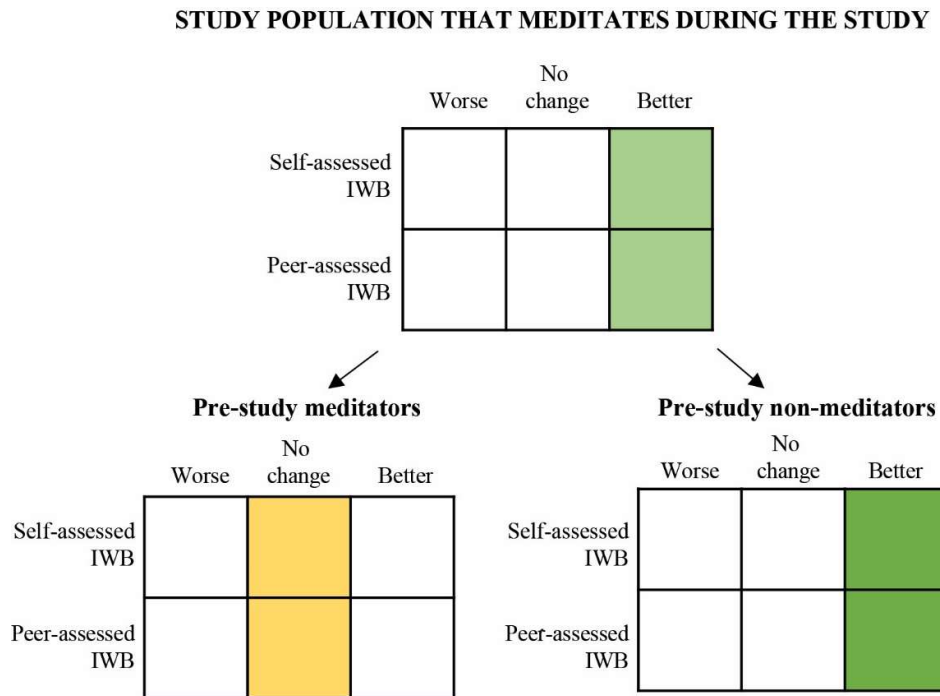 STUDY POPULATION THAT MEDITATES DURING THE STUDY
No
Worse change Better
Self-assessed
IWB
Peer-assessed
IWB
Pre-study meditators
No
Worse change Better
Self-assessed
IWB
Peer-assessed
IWB
Pre-study non-meditators
No
Worse change Better
Self-assessed
IWB
Peer-assessed
IWB